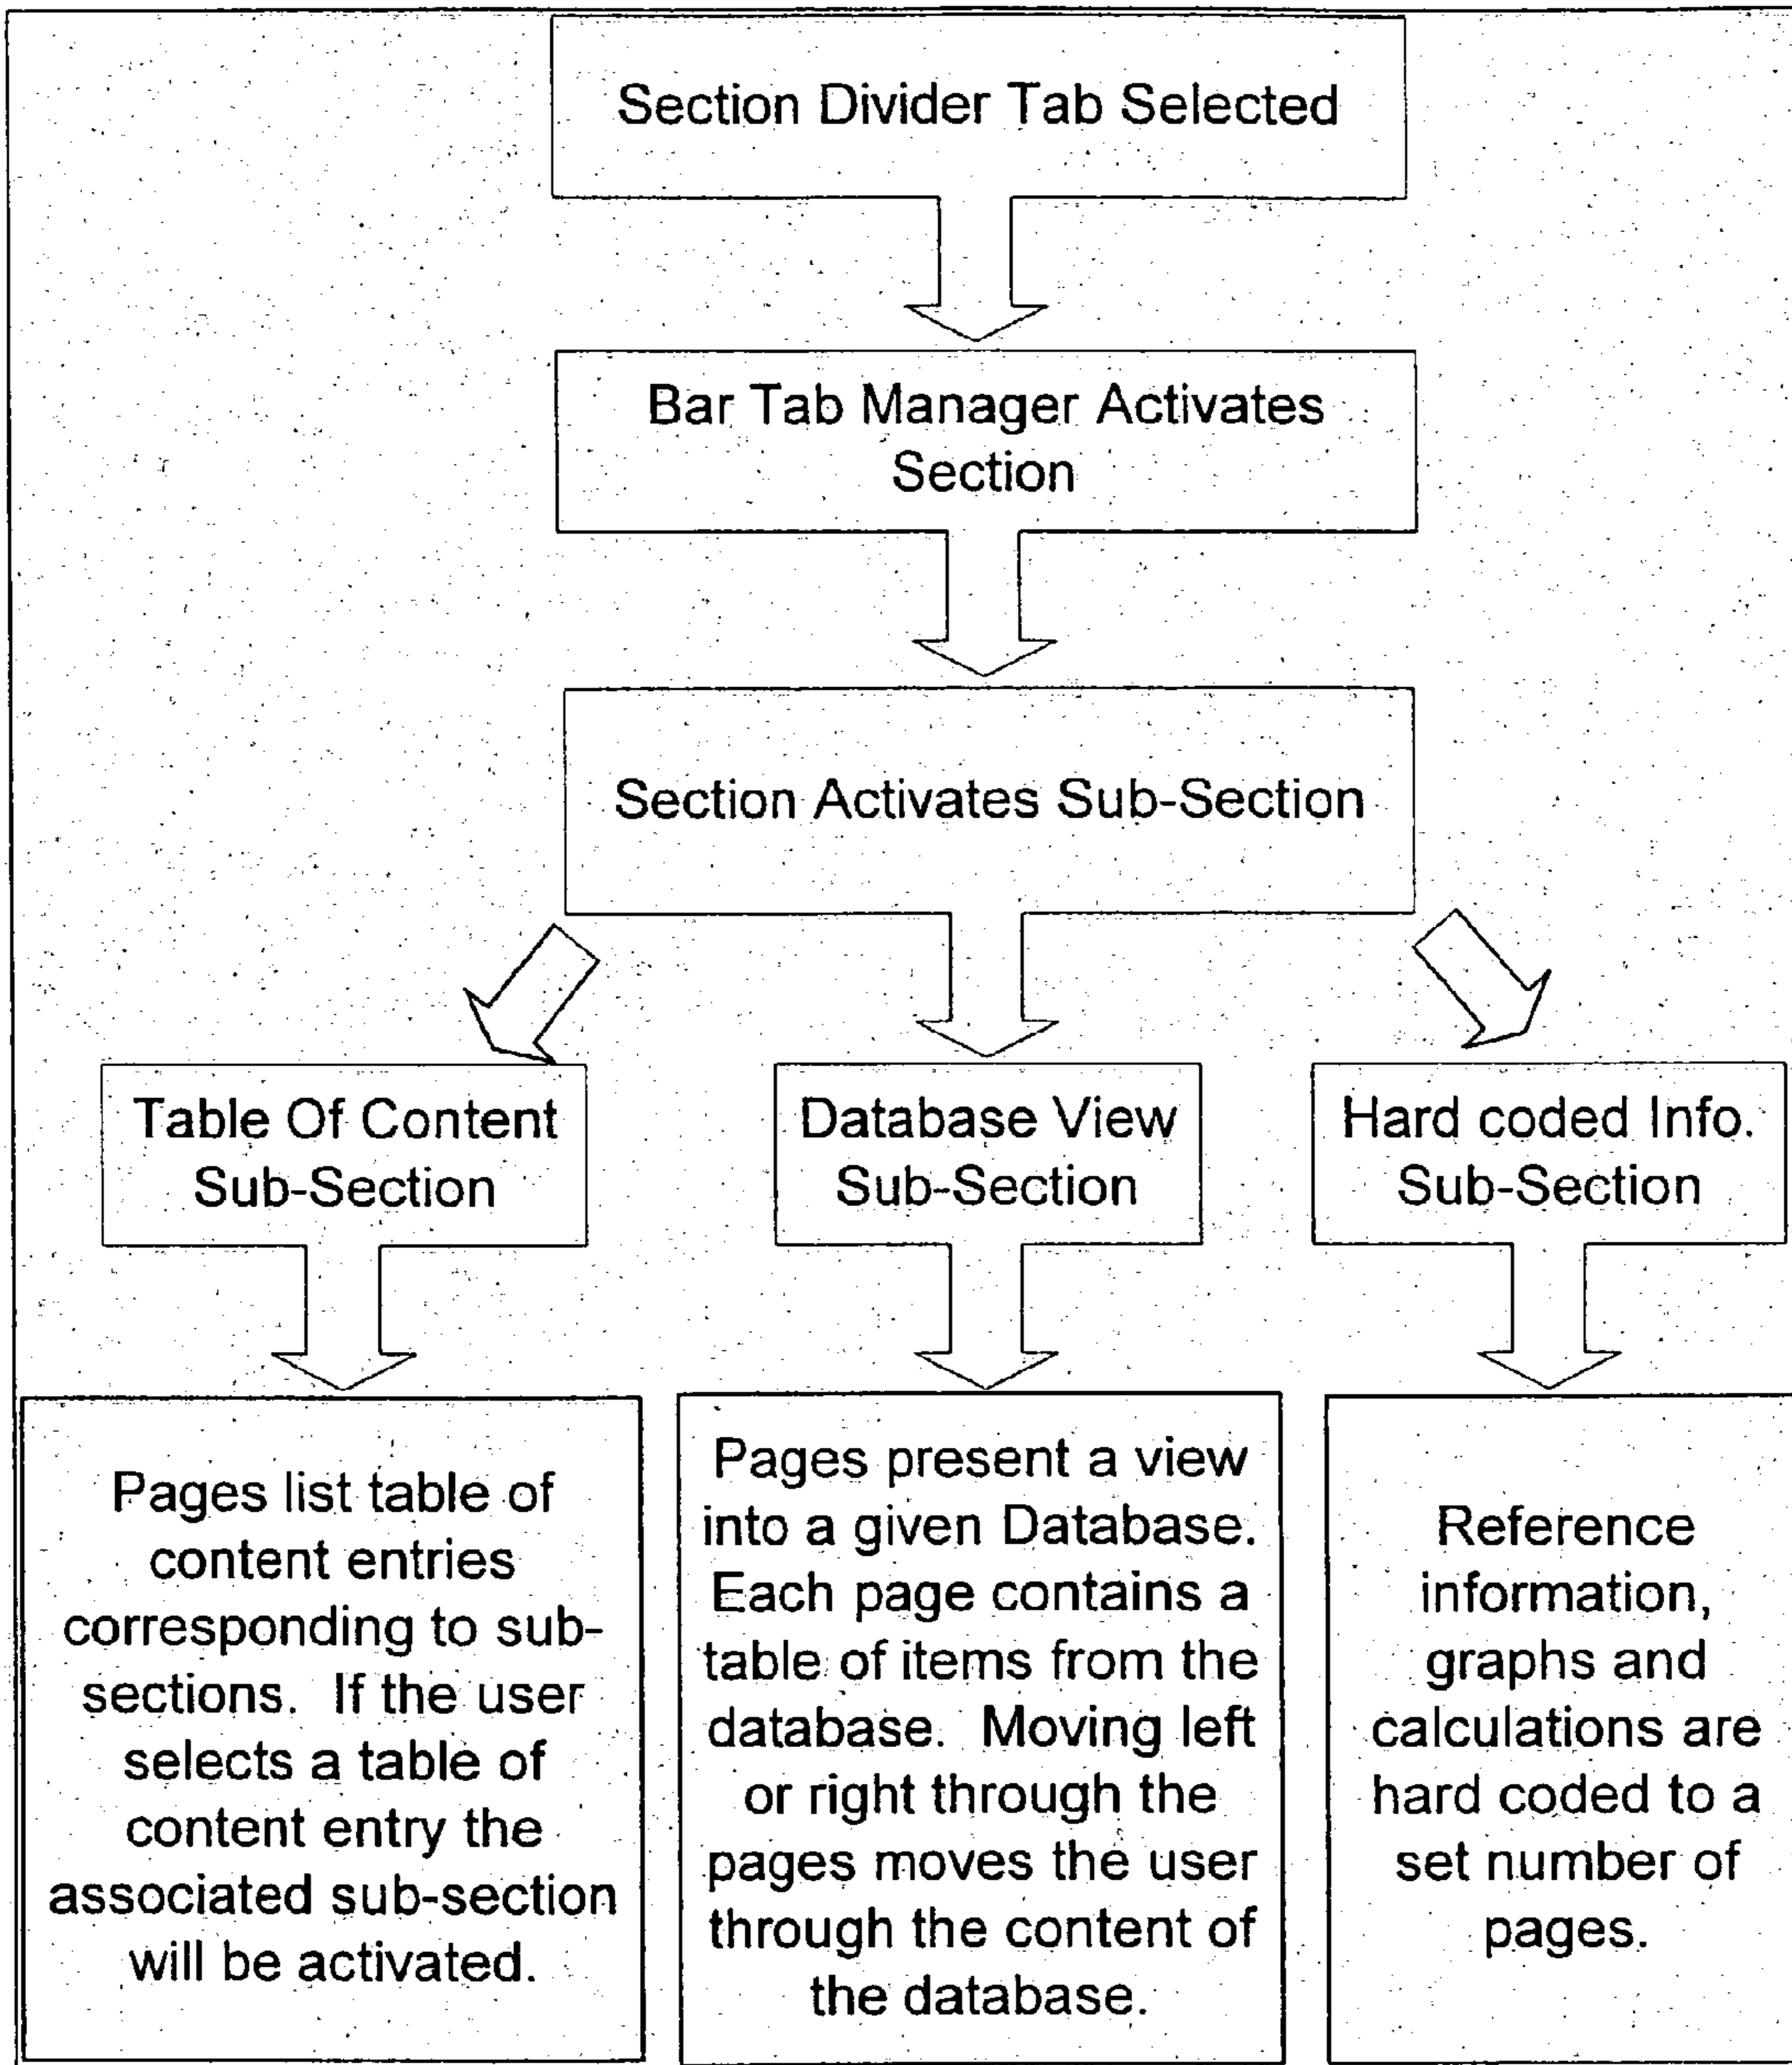 Section Divider Tab Selected
Bar Tab Manager Activates
Section
Section Activates Sub-Section
Table Of Content
Sub-Section
Database View
Sub-Section
Hard coded Info.
Sub-Section
Pages list table of
content entries
corresponding to sub-
sections. If the user
selects a table of
content entry the
associated sub-section
will be activated.
Pages present a view
into a given Database.
Each page contains a
table of items from the
database. Moving left
or right through the
pages moves the user
through the content of
the database.
Reference
information,
graphs and
calculations are
hard coded to a
set number of
pages.